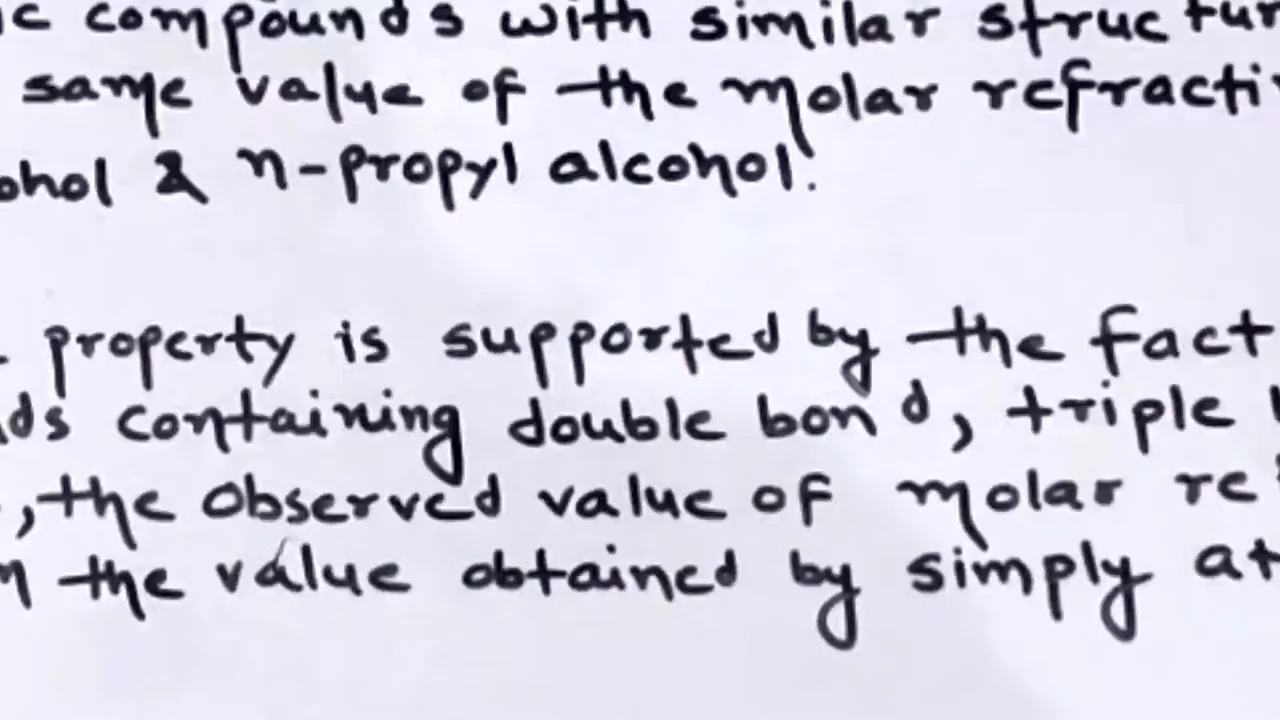 c compounds with similar structur
same value of the molar refracti
ohol & n-propyl alcohol.
property is supported by the fact
ds containing double bond, triple
, the observed value of molar re
the value obtained by simply at